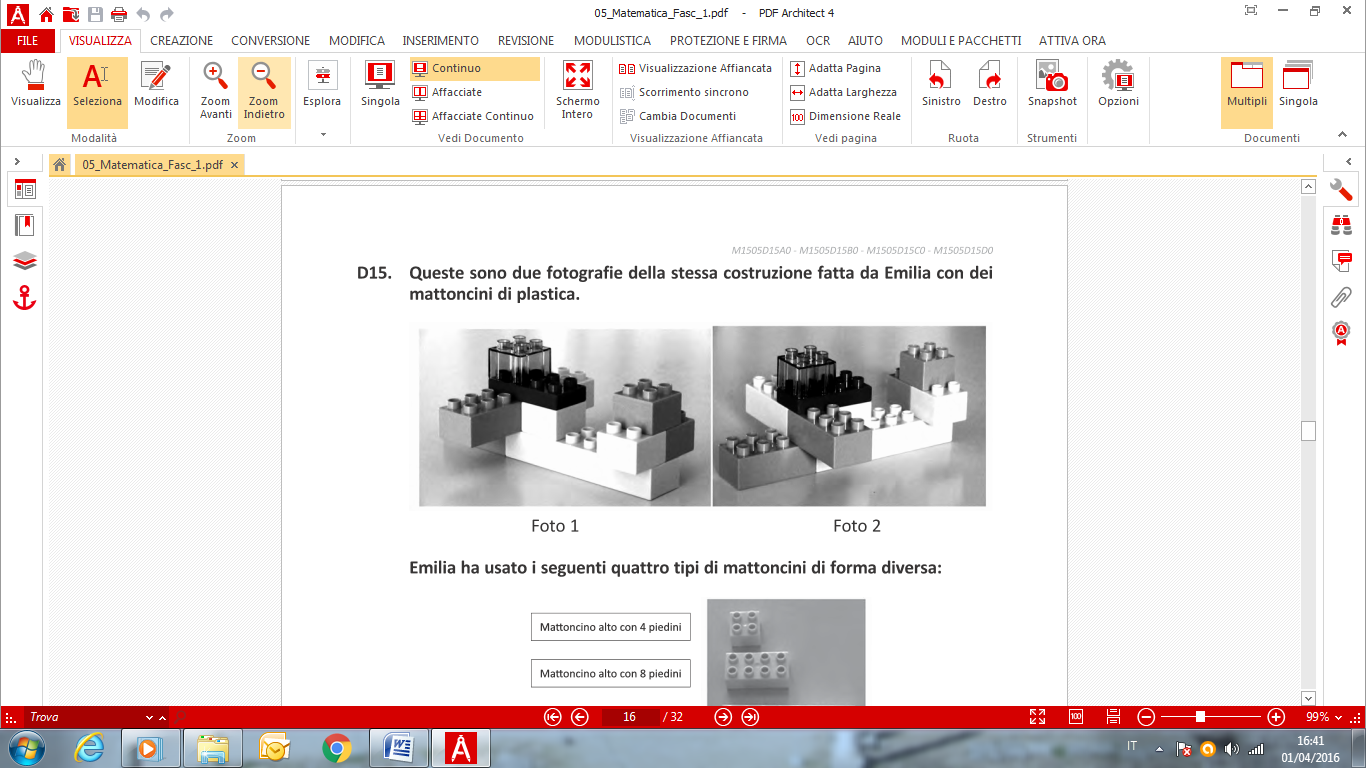 05_Matematica_Fasc_1.pdf - PDF Architect 4
FILE VISUALIZZA CREAZIONE CONVERSIONE MODIFICA INSERIMENTO REVISIONE MODULISTICA PROTEZIONE E FIRMA OCR AIUTO MODULI E PACCHETTI ATTIVA ORA
Visualizza
Seleziona
Modifica
Modalità
Zoom
Avanti
Zoom
Indietro
Zoom
Esplora
Singola
Continuo
Affacciate
Affacciate Continuo
Vedi Documento
Schermo
Intero
Visualizzazione Affiancata
Scorrimento sincrono
Cambia Documenti
Visualizzazione Affiancata
Adatta Pagina
Adatta Larghezza
100 Dimensione Reale
Vedi pagina
Sinistro
Destro
Ruota
Snapshot
Strumenti
Opzioni
Multipli
Singola
Documenti
05_Matematica_Fasc_1.pdf
M1505D15A0 - M1505D15B0 - M1505D15C0 - M1505D15D0
D15. Queste sono due fotografie della stessa costruzione fatta da Emilia con dei
mattoncini di plastica.
Foto 1
Foto 2
Emilia ha usato i seguenti quattro tipi di mattoncini di forma diversa:
Mattoncino alto con 4 piedini
Mattoncino alto con 8 piedini
Trova
16 / 32
100
99%
IT
16:41
01/04/2016